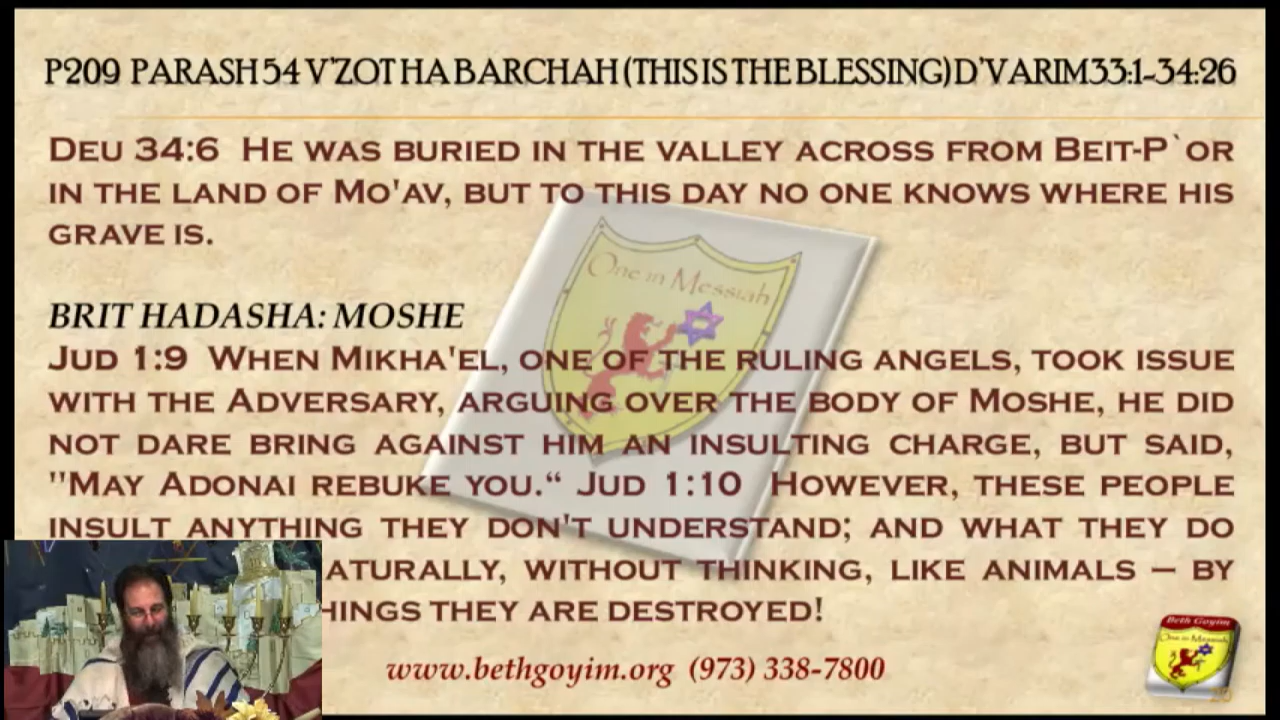 P209 PARASH 54 V'ZOT HA BARCHAH (THIS IS THE BLESSING) D'VARIM 33:1-34:26
DEU 34:6 HE WAS BURIED IN THE VALLEY ACROSS FROM BEIT-P`OR
IN THE LAND OF MO'AV, BUT TO THIS DAY NO ONE KNOWS WHERE HIS
GRAVE IS.
One in Messiah
BRIT HADASHA: MOSHE
JUD 1:9 WHEN MIKHA'EL, ONE OF THE RULING ANGELS, TOOK ISSUE
WITH THE ADVERSARY, ARGUING OVER THE BODY OF MOSHE, HE DID
NOT DARE BRING AGAINST HIM AN INSULTING CHARGE, BUT SAID,
"MAY ADONAI REBUKE YOU.“ JUD 1:10 HOWEVER, THESE PEOPLE
INSULT ANYTHING THEY DON'T UNDERSTAND; AND WHAT THEY DO
ATURALLY, WITHOUT THINKING, LIKE ANIMALS — BY
HINGS THEY ARE DESTROYED!
www.bethgoyim.org (973) 338-7800
Beth Goyim
One in Messiah